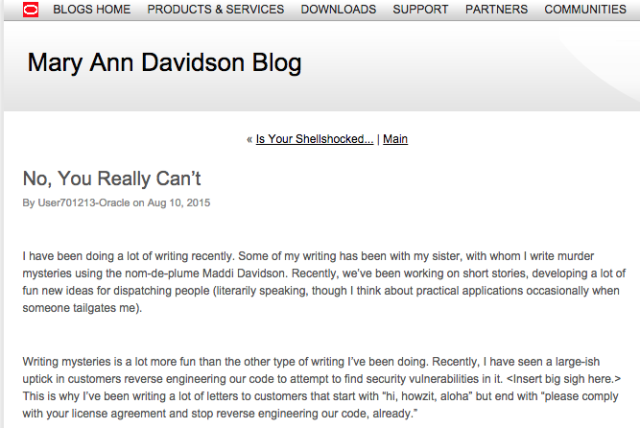 BLOGS HOME PRODUCTS & SERVICES DOWNLOADS SUPPORT PARTNERS COMMUNITIES
Mary Ann Davidson Blog
« Is Your Shellshocked... | Main
No, You Really Can't
By User701213-Oracle on Aug 10, 2015
I have been doing a lot of writing recently. Some of my writing has been with my sister, with whom I write murder
mysteries using the nom-de-plume Maddi Davidson. Recently, we've been working on short stories, developing a lot of
fun new ideas for dispatching people (literarily speaking, though I think about practical applications occasionally when
someone tailgates me).
Writing mysteries is a lot more fun than the other type of writing I've been doing. Recently, I have seen a large-ish
uptick in customers reverse engineering our code to attempt to find security vulnerabilities in it. <Insert big sigh here.>
This is why I've been writing a lot of letters to customers that start with "hi, howzit, aloha" but end with "please comply
with your license agreement and stop reverse engineering our code, already."